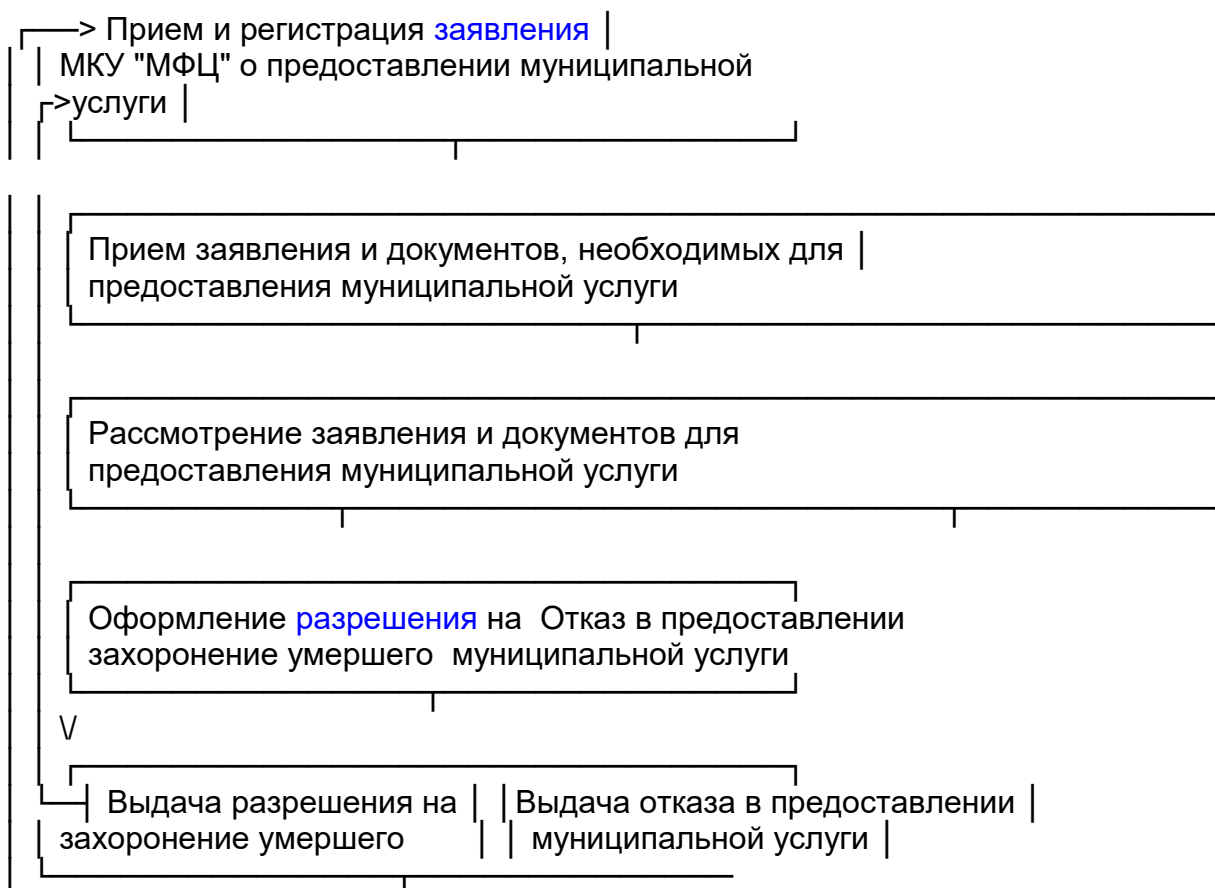 ┌──> Прием и регистрация заявления │
МКУ "МФЦ" о предоставлении муниципальной
>услуги │
Прием заявления и документов, необходимых для │
предоставления муниципальной услуги
Рассмотрение заявления и документов для
предоставления муниципальной услуги
Оформление разрешения на Отказ в предоставлении
захоронение умершего муниципальной услуги
\/
Выдача разрешения на │ │Выдача отказа в предоставлении │
захоронение умершего │ │ муниципальной услуги │